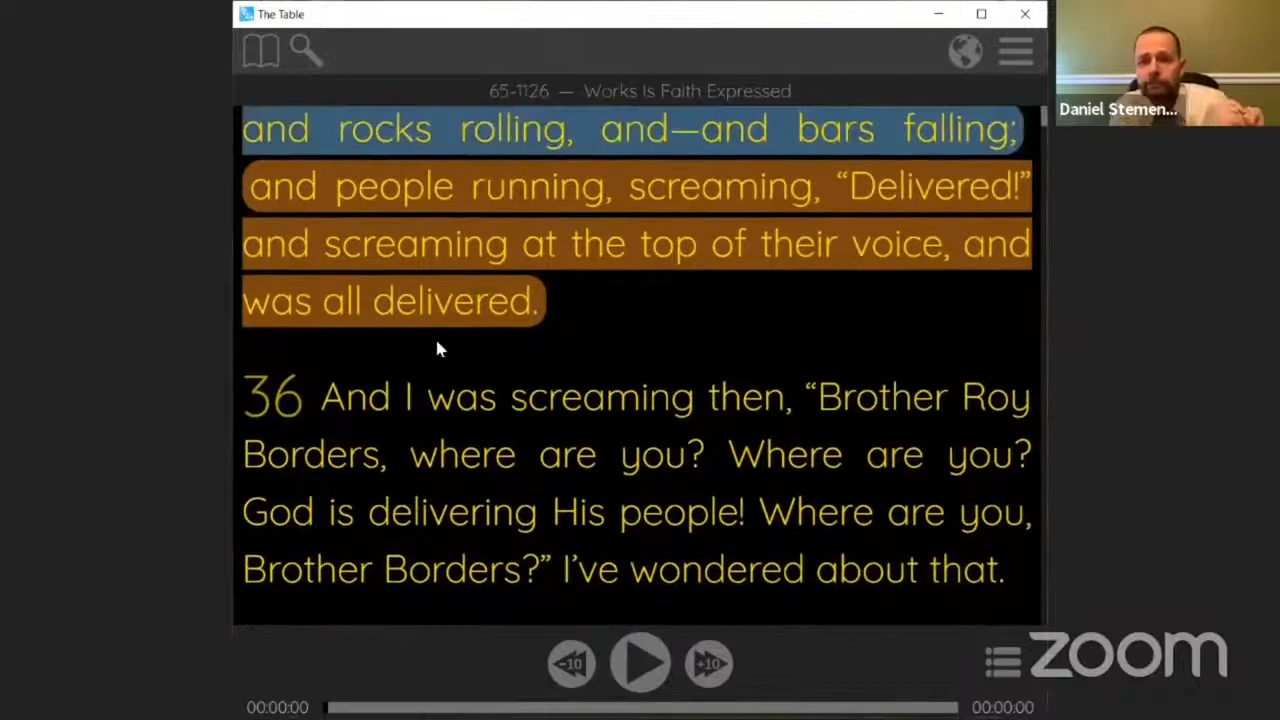 The Table
65-1126 — Works Is Faith Expressed
Daniel Stemen...
and rocks rolling, and—and bars falling;
and people running, screaming, “Delivered!”
and screaming at the top of their voice, and
was all delivered.
36 And I was screaming then, “Brother Roy
Borders, where are you? Where are you?
God is delivering His people! Where are you,
Brother Borders?” I’ve wondered about that.
-10
+10
zoom
00:00:00
00:00:00